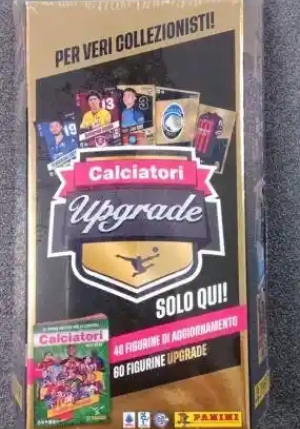 PER VERI COLLEZIONISTI!
Calciatori
Upgrade
SOLO QUI!
40 FIGURINE DI AGGIORNAMENTO
60 FIGURINE UPGRADE
Calciatori
PANINI